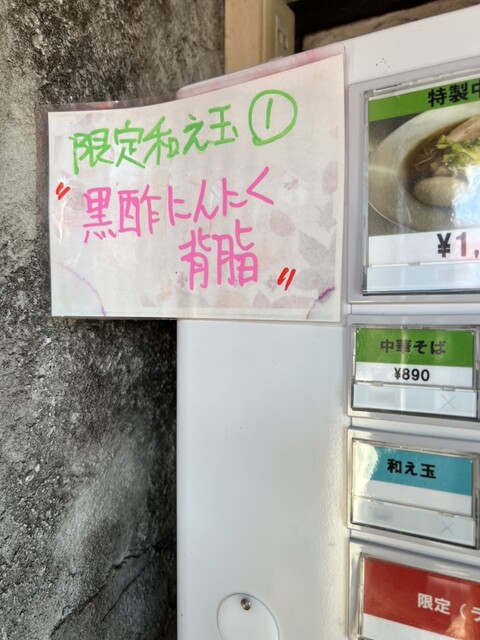 限定和え玉①
"黒酢にんにく
背脂"
特製中
¥1,
中華そば
¥890
和え玉
限定(ラ